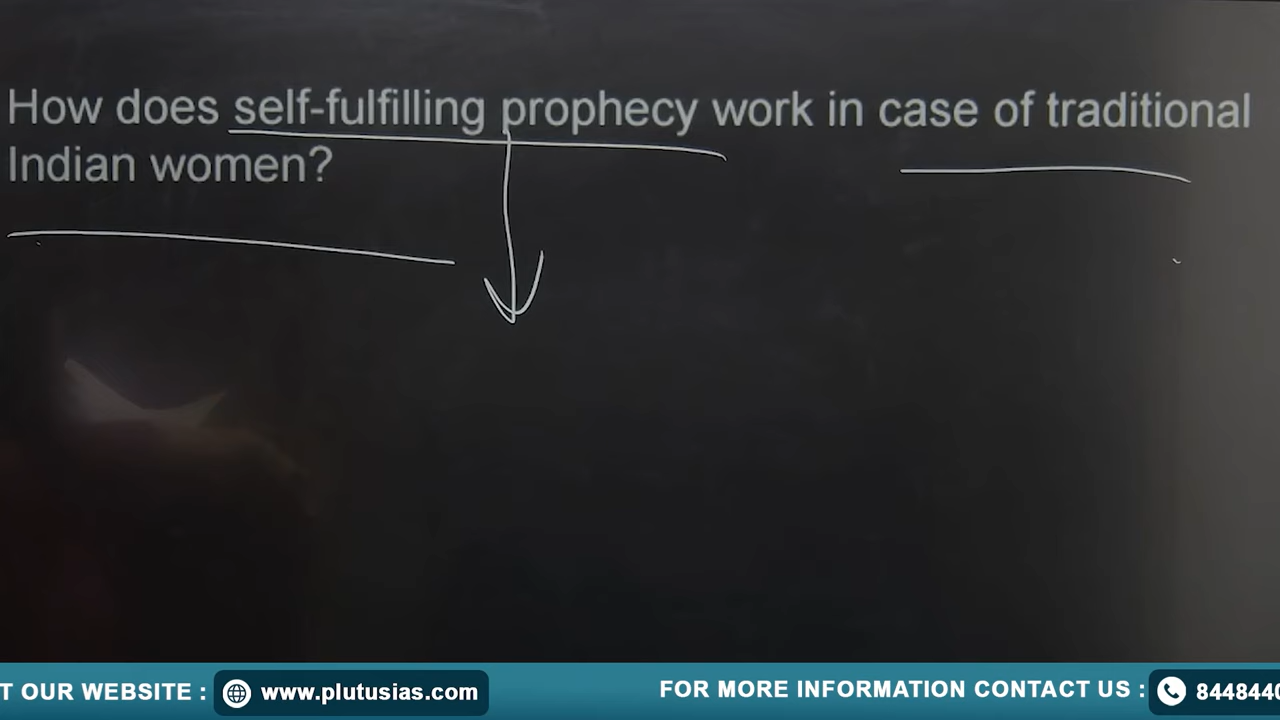 How does self-fulfilling prophecy work in case of traditional
Indian women?
T OUR WEBSITE : www.plutusias.com
FOR MORE INFORMATION CONTACT US : 8448440